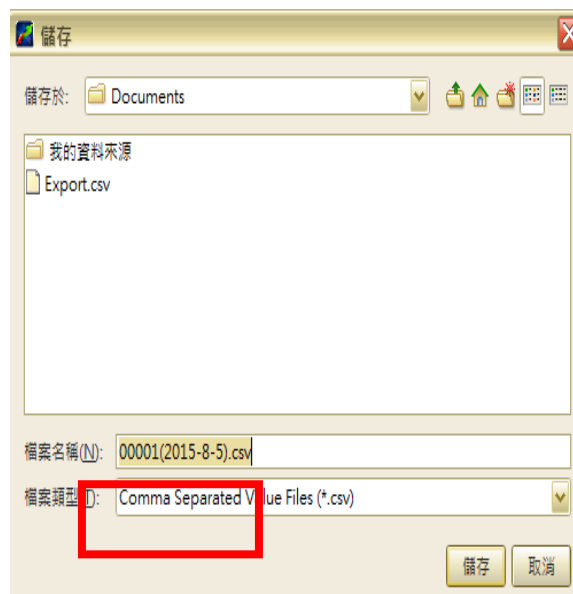 儲存
儲存於: Documents
我的資料來源
Export.csv
檔案名稱(N): 00001(2015-8-5).csv
檔案類型(T): Comma Separated Value Files (*.csv)
儲存 取消